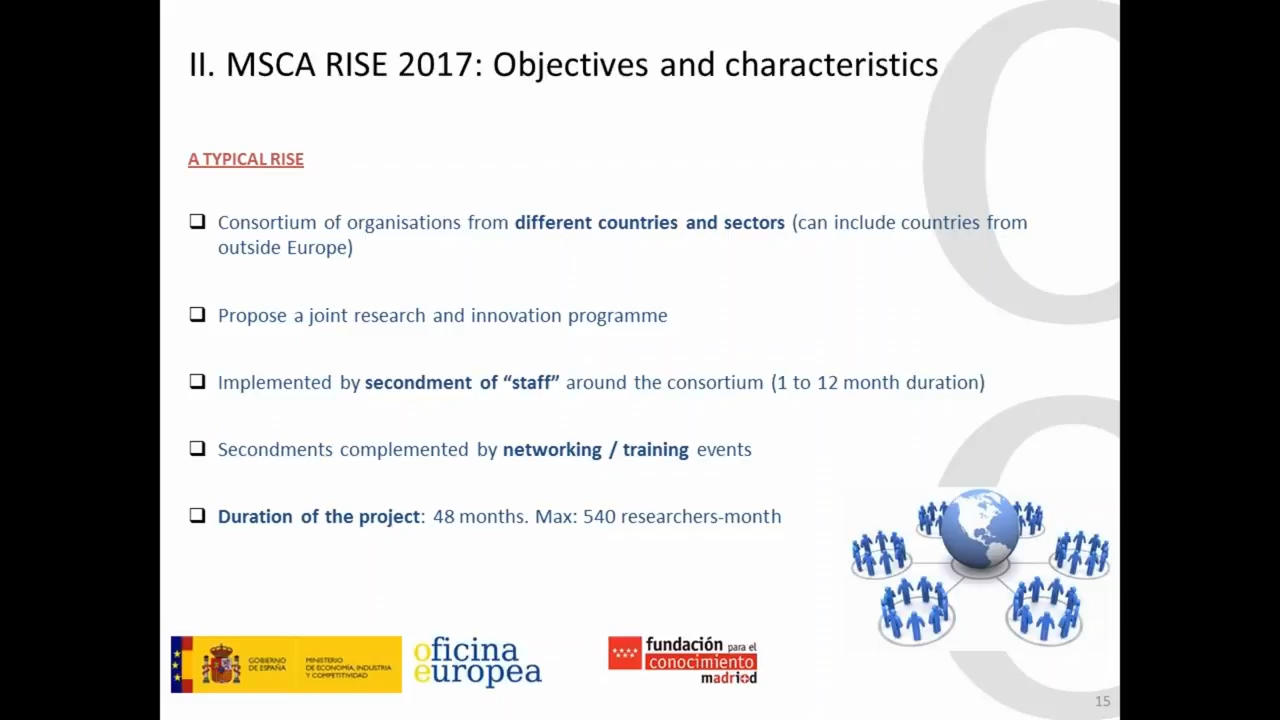 II. MSCA RISE 2017: Objectives and characteristics
A TYPICAL RISE
Consortium of organisations from different countries and sectors (can include countries from
outside Europe)
Propose a joint research and innovation programme
Implemented by secondment of “staff” around the consortium (1 to 12 month duration)
Secondments complemented by networking / training events
Duration of the project: 48 months. Max: 540 researchers-month
GOBIERNO
DE ESPAÑA
MINISTERIO
DE ECONOMÍA, INDUSTRIA
Y COMPETITIVIDAD
oficina
europea
fundación para el
conocimiento
madri+d
15